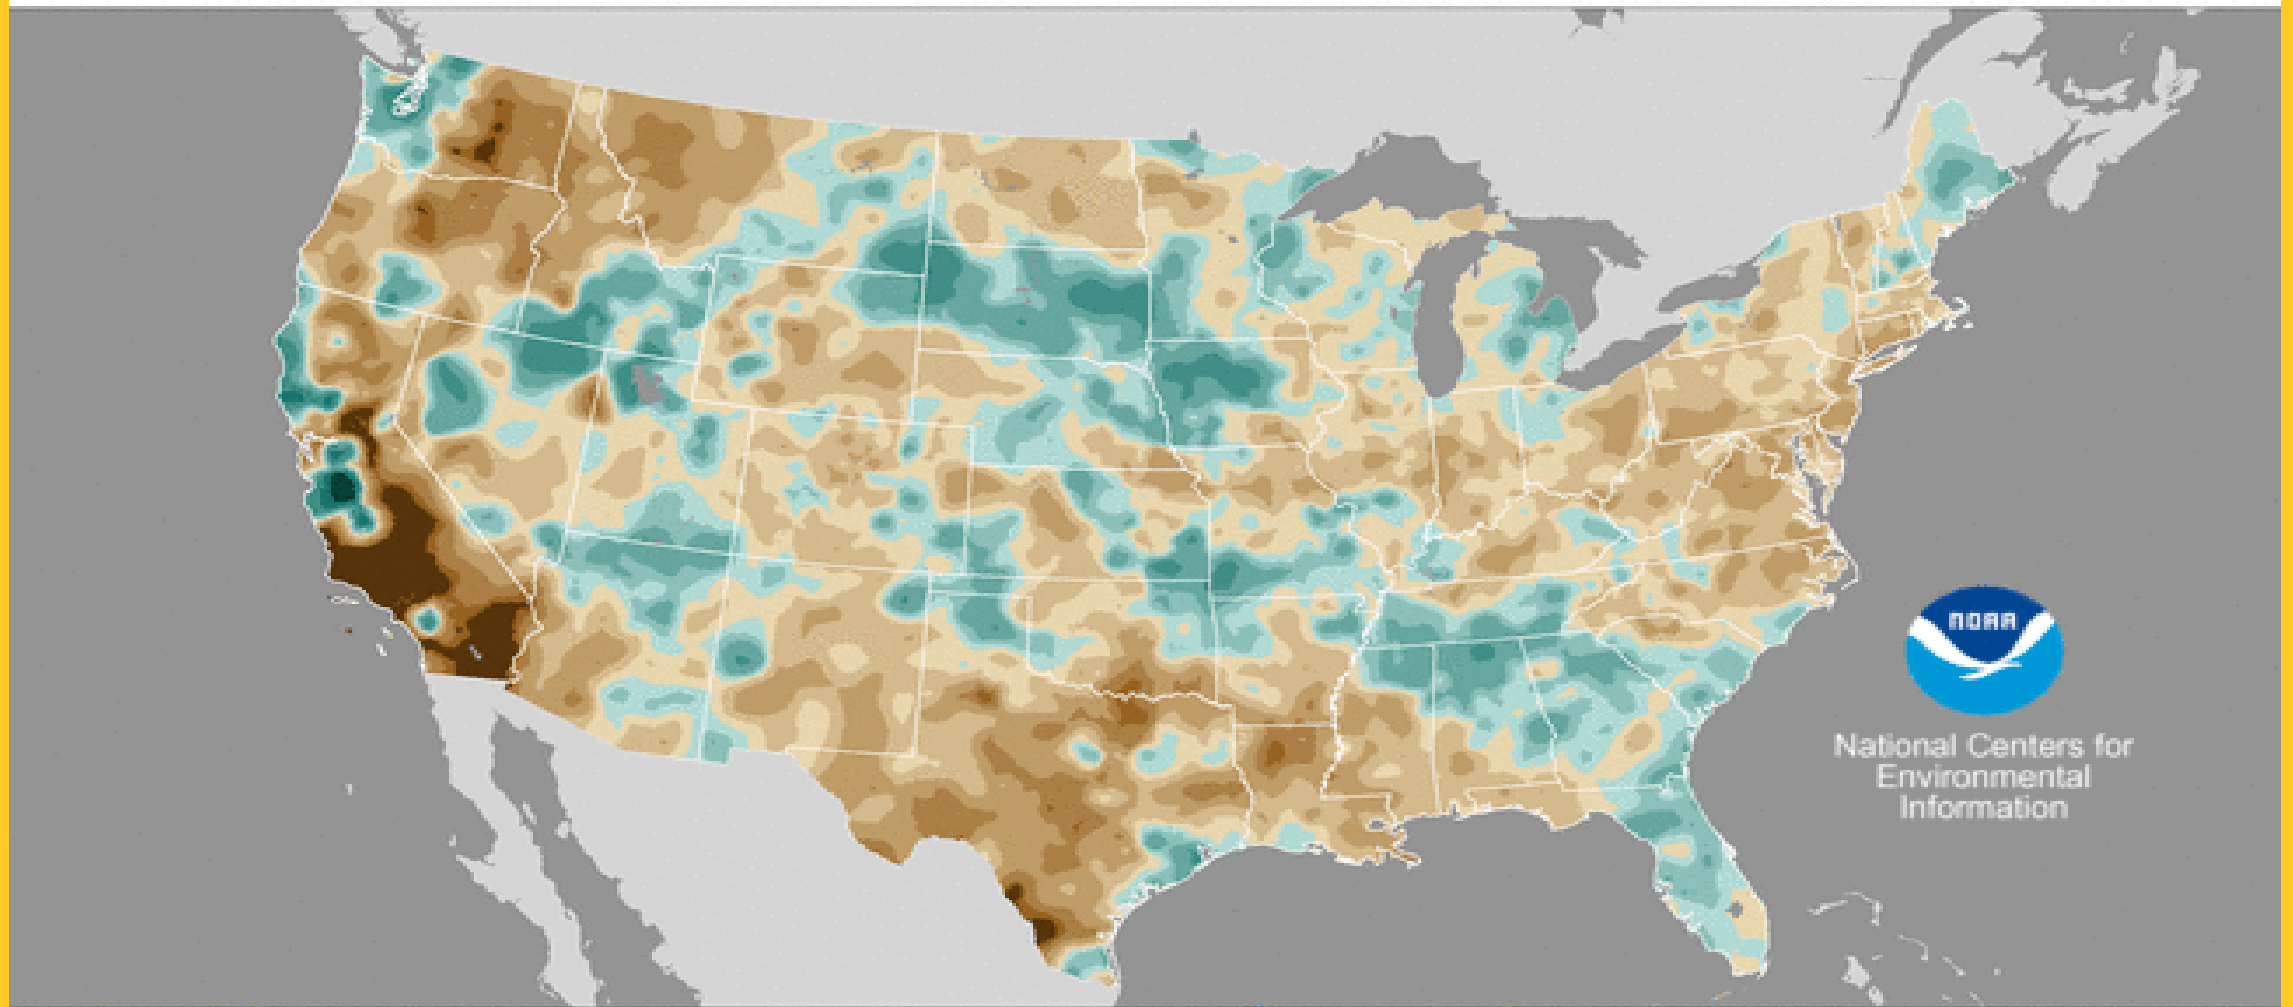 NOAA
National Centers for
Environmental
Information